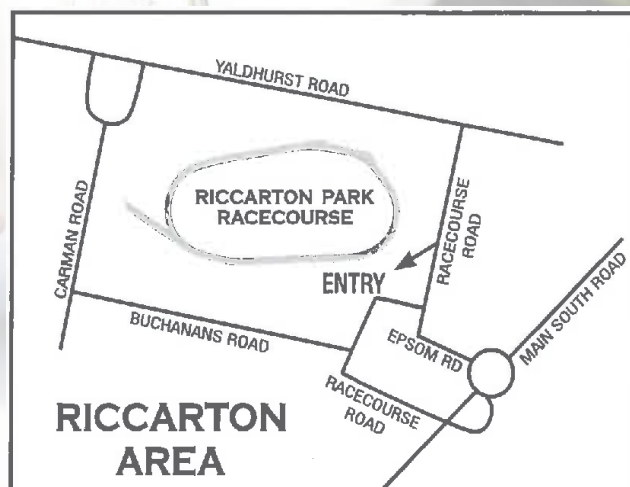 YALDHURST ROAD
RICCARTON PARK
RACECOURSE
CARMAN ROAD
RACECOURSE
ROAD
ENTRY
MAIN SOUTH ROAD
BUCHANANS ROAD
EPSOM RD
RACECOURSE
ROAD
RICCARTON
AREA